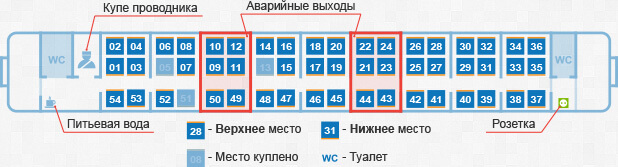 Купе проводника
Аварийные выходы
02 04 06 08 10 12 14 16 18 20 22 24 26 28 30 32 34 36
WC WC
01 03 05 07 09 11 13 15 17 19 21 23 25 27 29 31 33 35
54 53 52 51 50 49 48 47 46 45 44 43 42 41 40 39 38 37
Питьевая вода
28 - Верхнее место
31 - Нижнее место
Розетка
08 - Место куплено
WC - Туалет